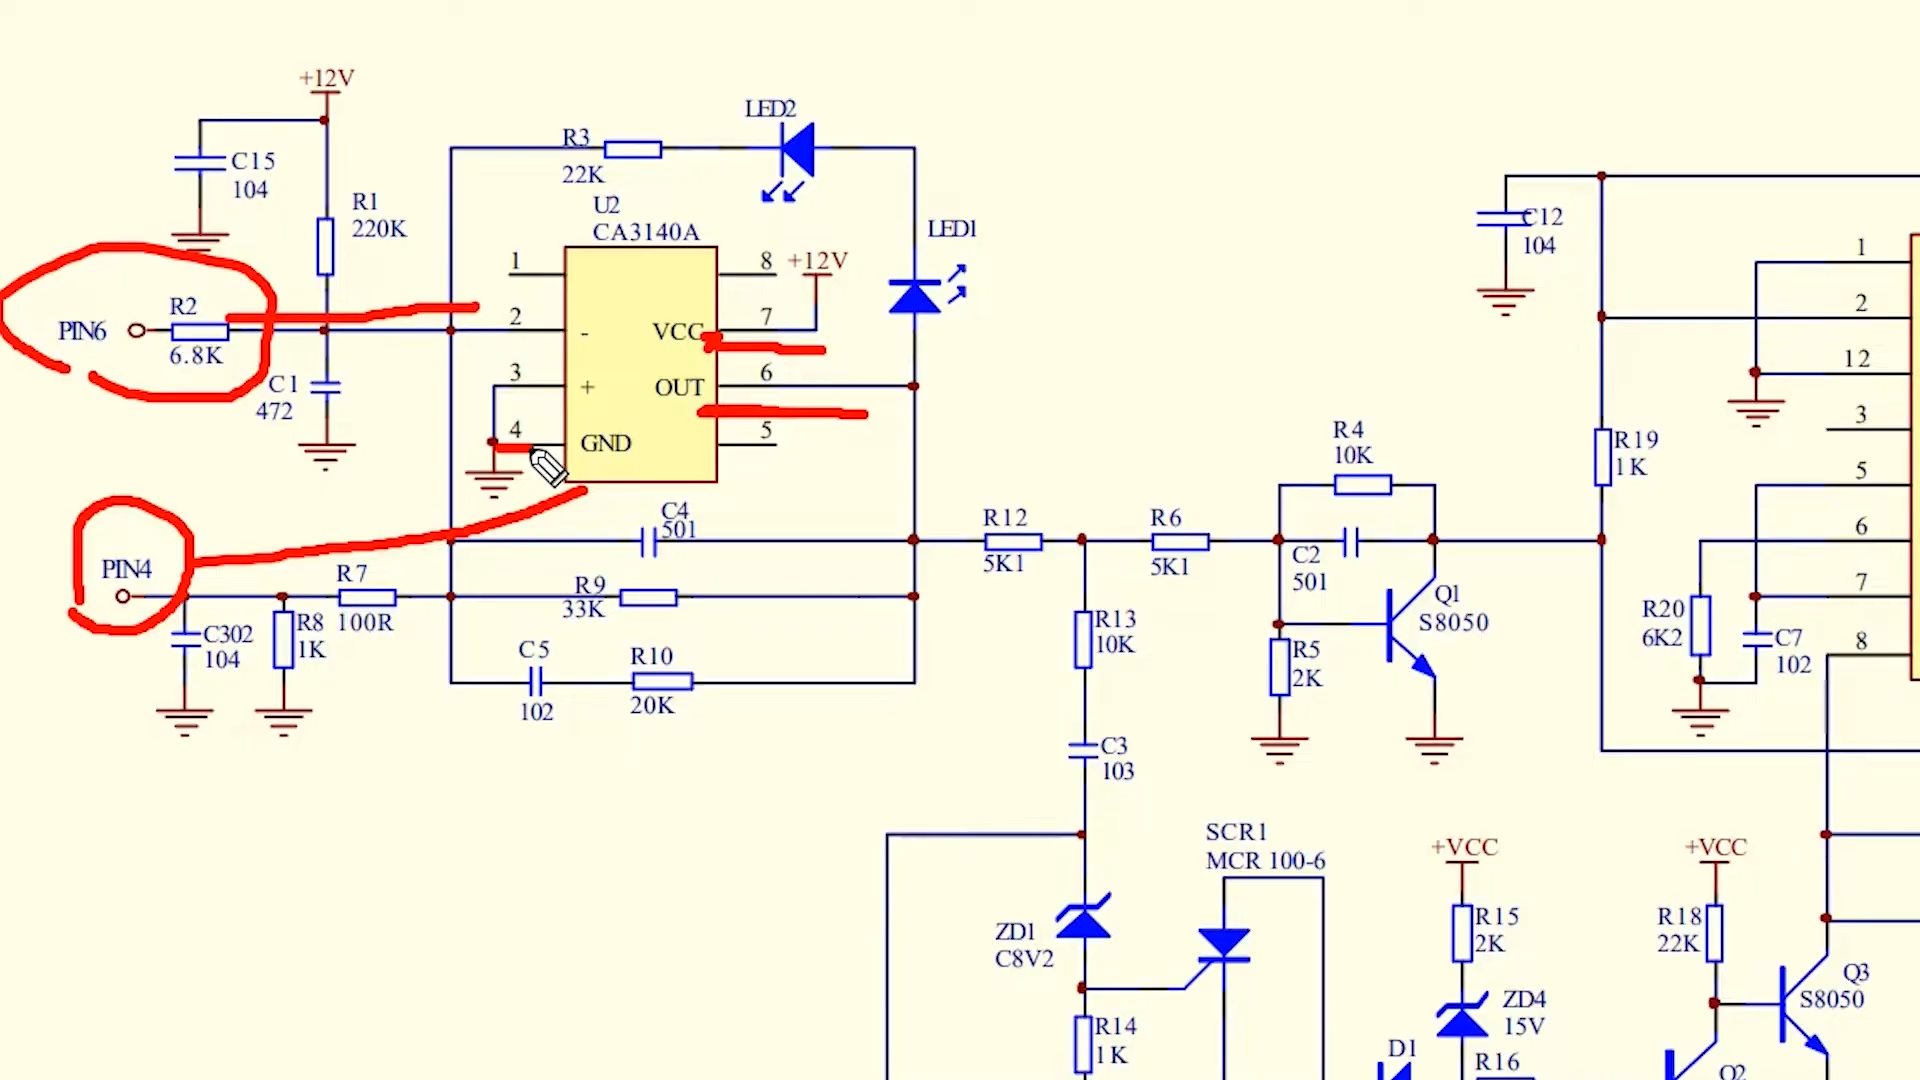 +12V
C15
104
R1
220K
PIN6
R2
6.8K
C1
472
R3
22K
LED2
U2
CA3140A
LED1
1
2
3
4
-
+
GND
VCC
OUT
8
+12V
7
6
5
PIN4
C302
104
R8
1K
R7
100R
C4
501
R9
33K
C5
102
R10
20K
R12
5K1
R6
5K1
R13
10K
C3
103
R4
10K
C2
501
R5
2K
Q1
S8050
C12
104
R19
1K
1
2
12
3
5
6
7
8
R20
6K2
C7
102
SCR1
MCR 100-6
ZD1
C8V2
R14
1K
+VCC
R15
2K
ZD4
15V
D1
R16
+VCC
R18
22K
Q3
S8050
Q2